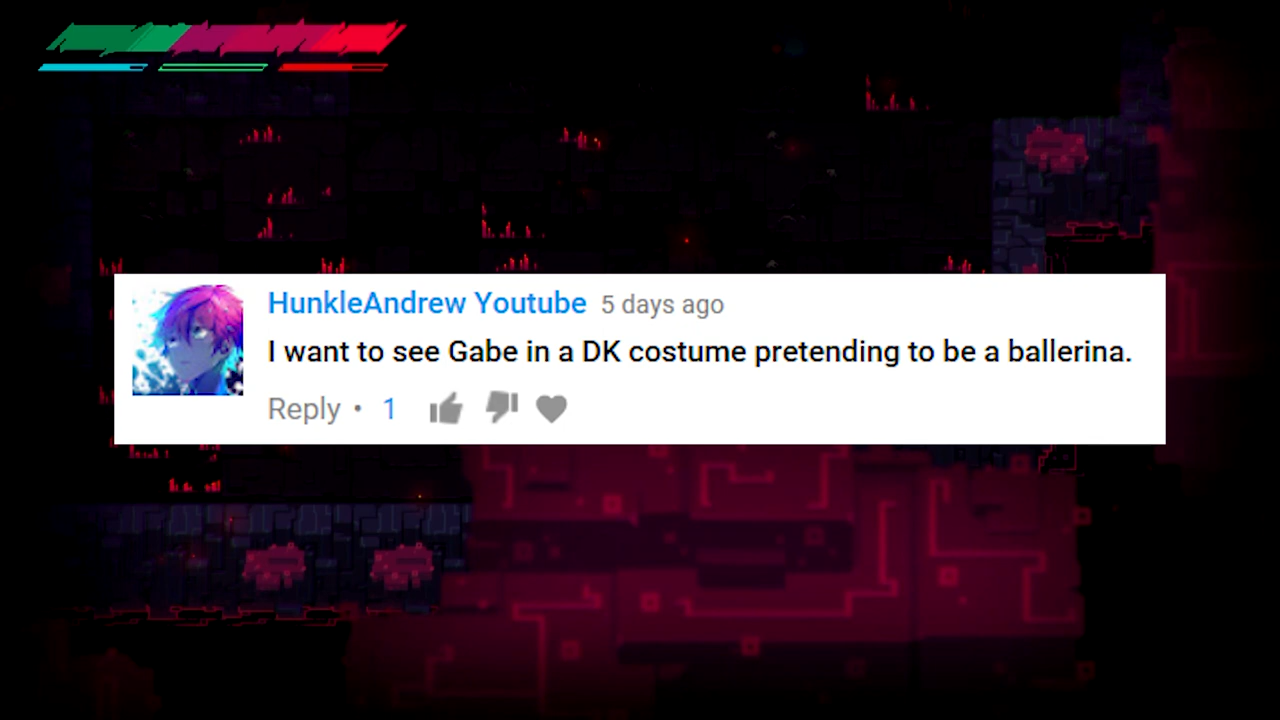 HunkleAndrew Youtube 5 days ago
I want to see Gabe in a DK costume pretending to be a ballerina.
Reply • 1